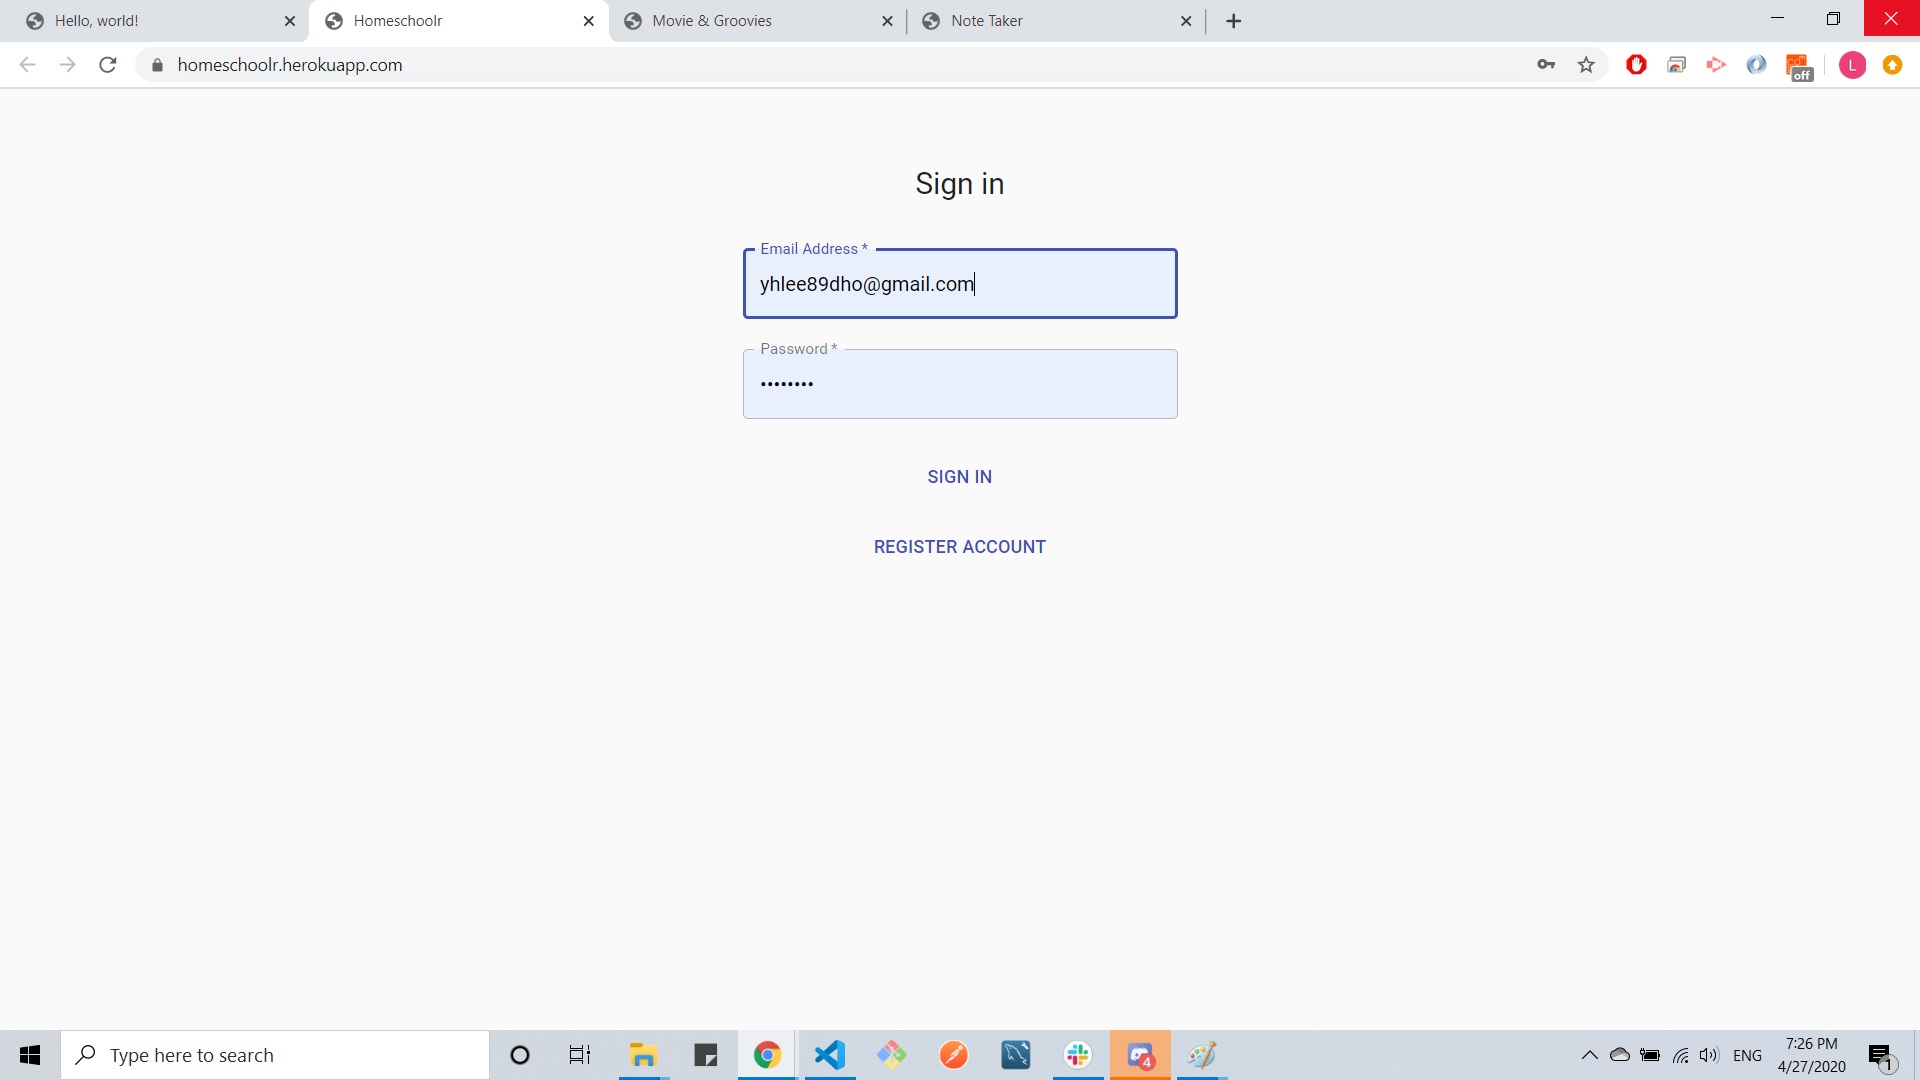 Hello, world!
Homeschoolr
Movie & Groovies
Note Taker
homeschoolr.herokuapp.com
off
L
Sign in
Email Address *
yhlee89dho@gmail.com
Password *
••••••••
SIGN IN
REGISTER ACCOUNT
Type here to search
4
ENG
7:26 PM
4/27/2020
1